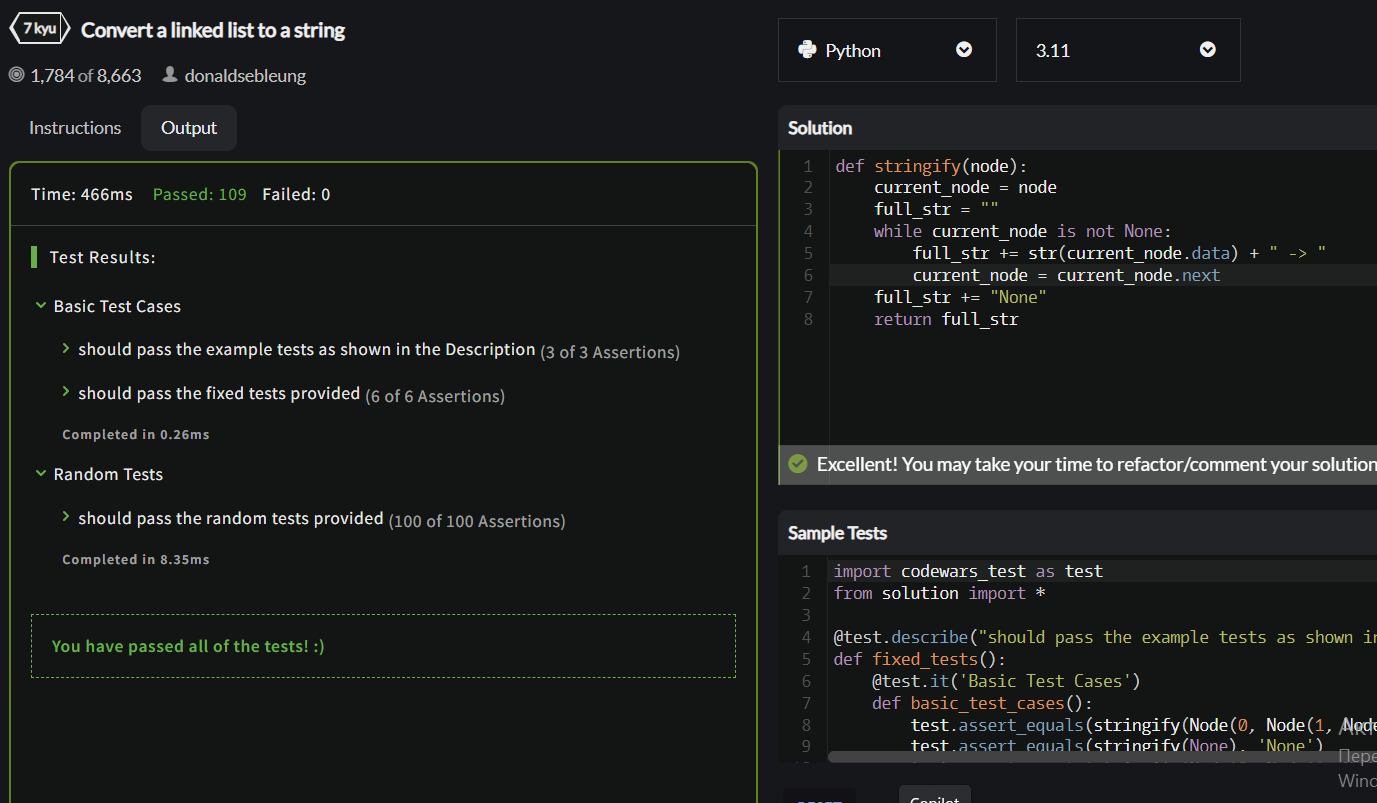 7 kyu Convert a linked list to a string
1,784 of 8,663 donaldsebleung
Instructions Output
Time: 466ms Passed: 109 Failed: 0
Test Results:
Basic Test Cases
should pass the example tests as shown in the Description (3 of 3 Assertions)
should pass the fixed tests provided (6 of 6 Assertions)
Completed in 0.26ms
Random Tests
should pass the random tests provided (100 of 100 Assertions)
Completed in 8.35ms
You have passed all of the tests! :)
Python 3.11
Solution
1 def stringify(node):
2     current_node = node
3     full_str = ""
4     while current_node is not None:
5         full_str += str(current_node.data) + " -> "
6         current_node = current_node.next
7     full_str += "None"
8     return full_str
Excellent! You may take your time to refactor/comment your solution
Sample Tests
1 import codewars_test as test
2 from solution import *
3
4 @test.describe("should pass the example tests as shown in
5 def fixed_tests():
6     @test.it('Basic Test Cases')
7     def basic_test_cases():
8         test.assert_equals(stringify(Node(0, Node(1, Node
9         test.assert_equals(stringify(None), 'None')
Copilot